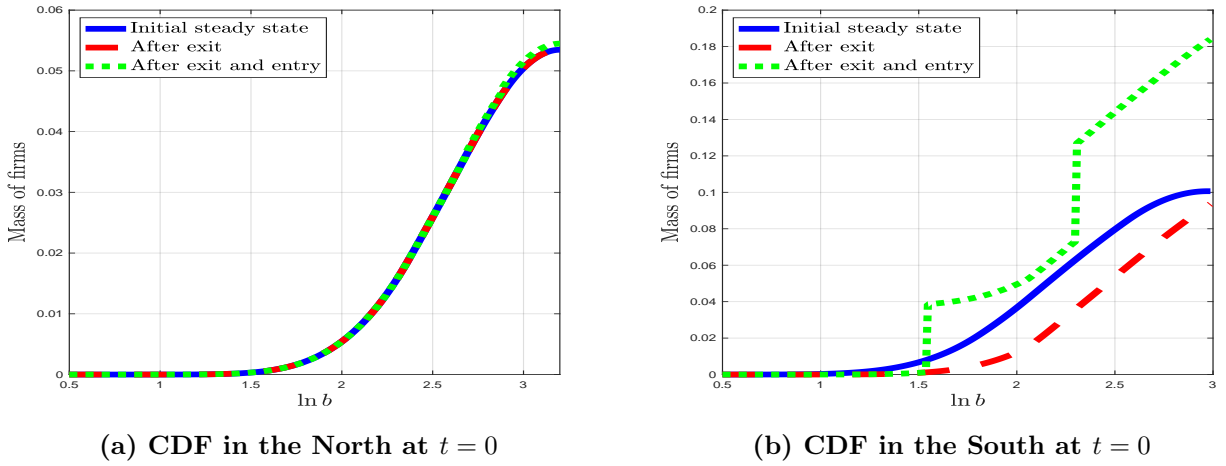 Initial steady state
After exit
After exit and entry
Mass of firms
0.06
0.05
0.04
0.03
0.02
0.01
0
0.5
1
1.5
2
2.5
3
ln b
(a) CDF in the North at t = 0
Initial steady state
After exit
After exit and entry
Mass of firms
0.2
0.18
0.16
0.14
0.12
0.1
0.08
0.06
0.04
0.02
0
0.5
1
1.5
2
2.5
3
ln b
(b) CDF in the South at t = 0